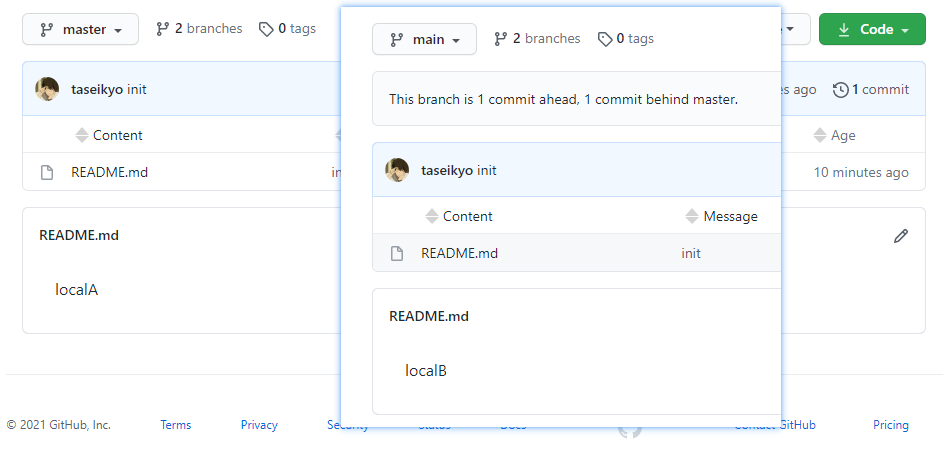 master
2 branches
0 tags
Code
taseikyo init
es ago
1 commit
Content
Age
README.md
in
10 minutes ago
README.md
localA
main
2 branches
0 tags
This branch is 1 commit ahead, 1 commit behind master.
taseikyo init
Content
Message
README.md
init
README.md
localB
© 2021 GitHub, Inc.
Terms
Privacy
Security
Status
Docs
Contact GitHub
Pricing